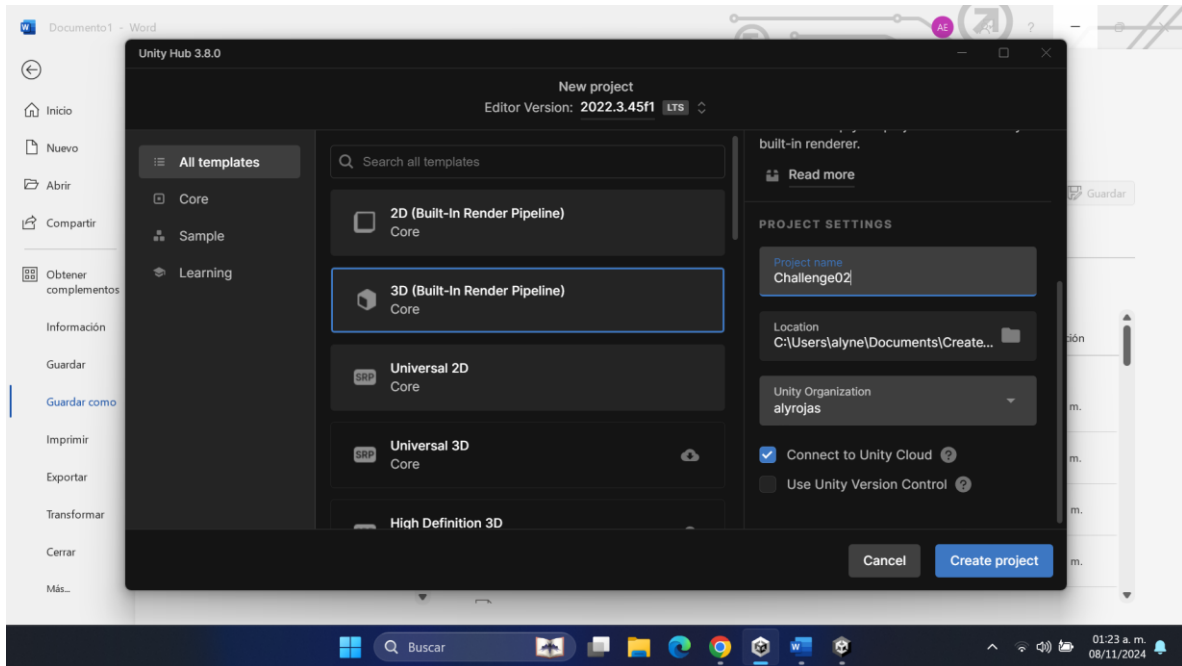 Documento1 - Word
AE
?
Unity Hub 3.8.0
New project
Editor Version: 2022.3.45f1 LTS
Inicio
Nuevo
Abrir
Compartir
Obtener
complementos
Información
Guardar
Guardar como
Imprimir
Exportar
Transformar
Cerrar
Más...
All templates
Core
Sample
Learning
Search all templates
2D (Built-In Render Pipeline)
Core
3D (Built-In Render Pipeline)
Core
SRP
Universal 2D
Core
SRP
Universal 3D
Core
High Definition 3D
built-in renderer.
Read more
PROJECT SETTINGS
Project name
Challenge02
Location
C:\Users\alyne\Documents\Create...
Unity Organization
alyrojas
Connect to Unity Cloud ?
Use Unity Version Control ?
Cancel
Create project
Guardar
ción
m.
m.
m.
m.
Buscar
01:23 a. m.
08/11/2024